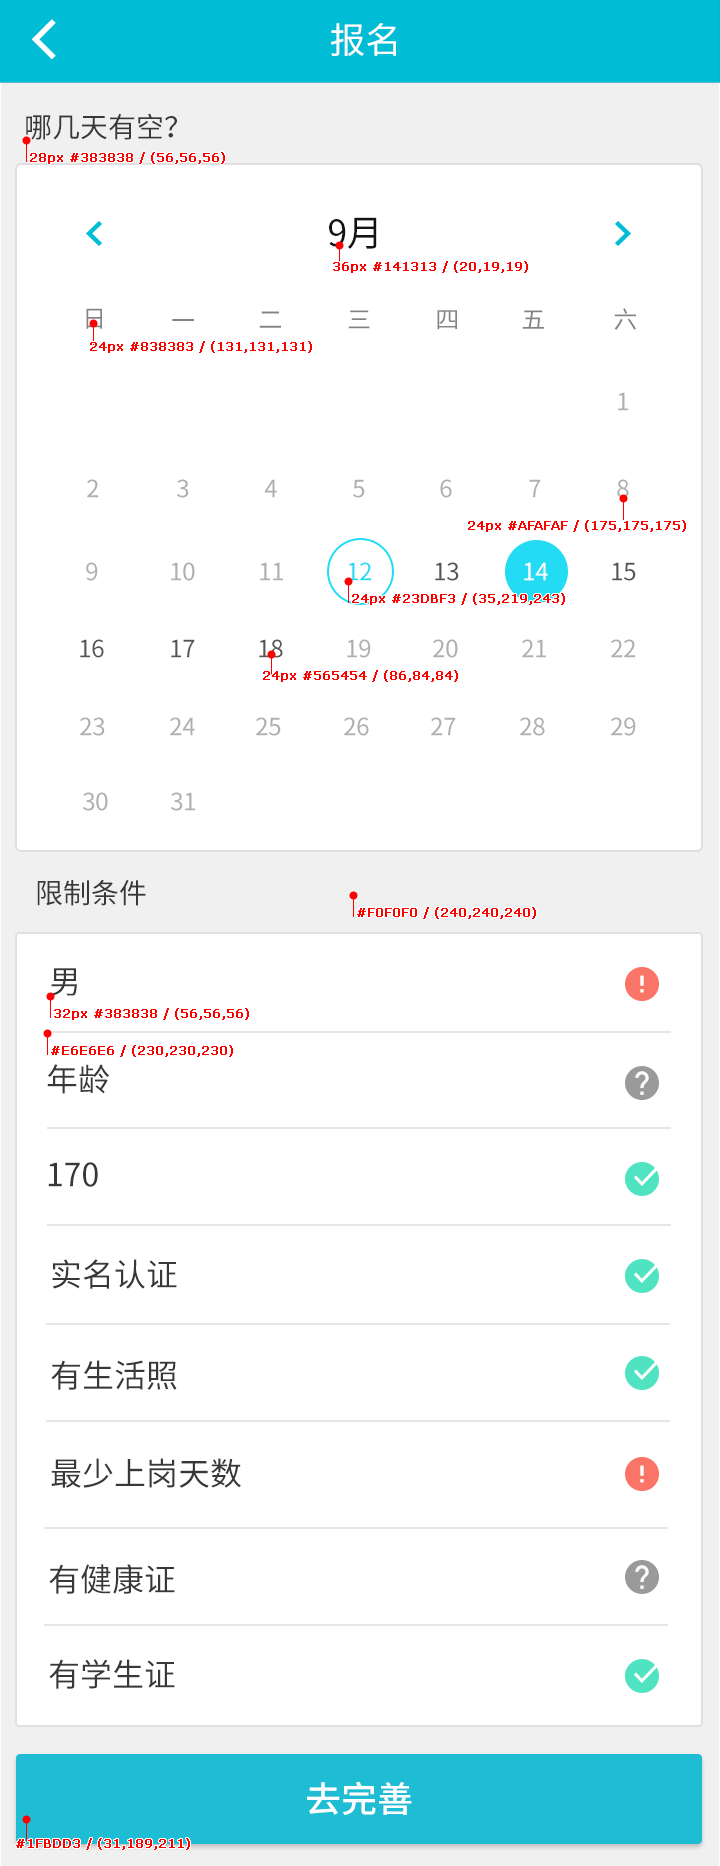 报名
哪几天有空?
28px #383838 / (56,56,56)
9月
36px #141313 / (20,19,19)
日 一 二 三 四 五 六
24px #838383 / (131,131,131)
1
2 3 4 5 6 7 8
24px #AFAFAF / (175,175,175)
9 10 11 12 13 14 15
24px #23DBF3 / (35,219,243)
16 17 18 19 20 21 22
24px #565454 / (86,84,84)
23 24 25 26 27 28 29
30 31
限制条件
#F0F0F0 / (240,240,240)
男
32px #383838 / (56,56,56)
#E6E6E6 / (230,230,230)
年龄
170
实名认证
有生活照
最少上岗天数
有健康证
有学生证
去完善
#1FBDD3 / (31,189,211)